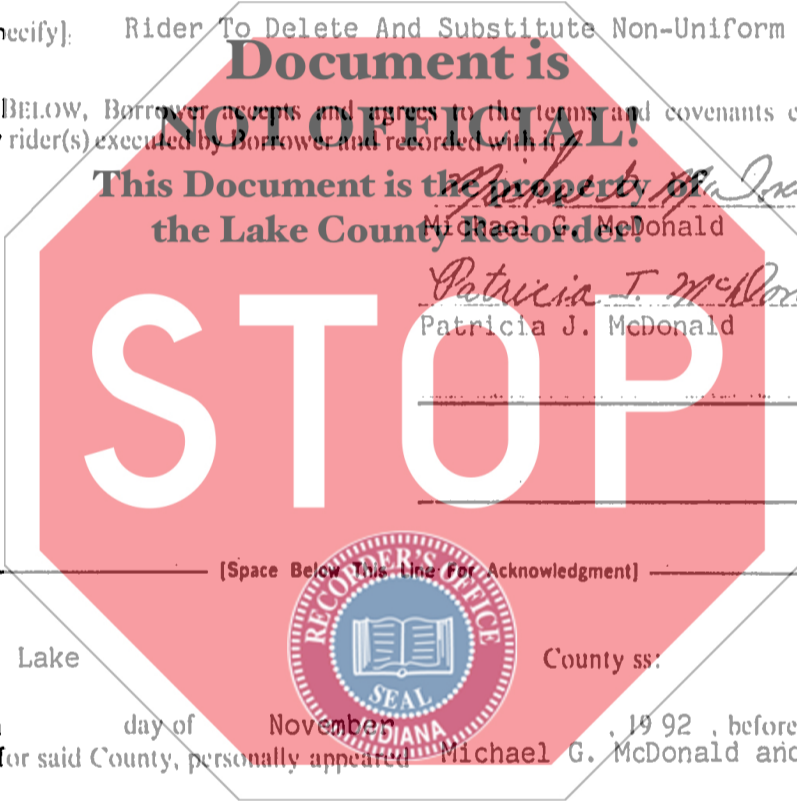 ecify]. Rider To Delete And Substitute Non-Uniform
Document is
BELOW, Borrower accepts and agrees to the terms and covenants c
NOT OFFICIAL!
rider(s) executed by Borrower and recorded with it.
This Document is the property of
the Lake County Recorder!
Michael G. McDonald
Patricia J. McDon
Patricia J. McDonald
STOP
[Space Below This Line For Acknowledgment]
RECORDER'S OFFICE
SEAL
INDIANA
Lake County ss:
day of November , 19 92 , before
for said County, personally appeared Michael G. McDonald and